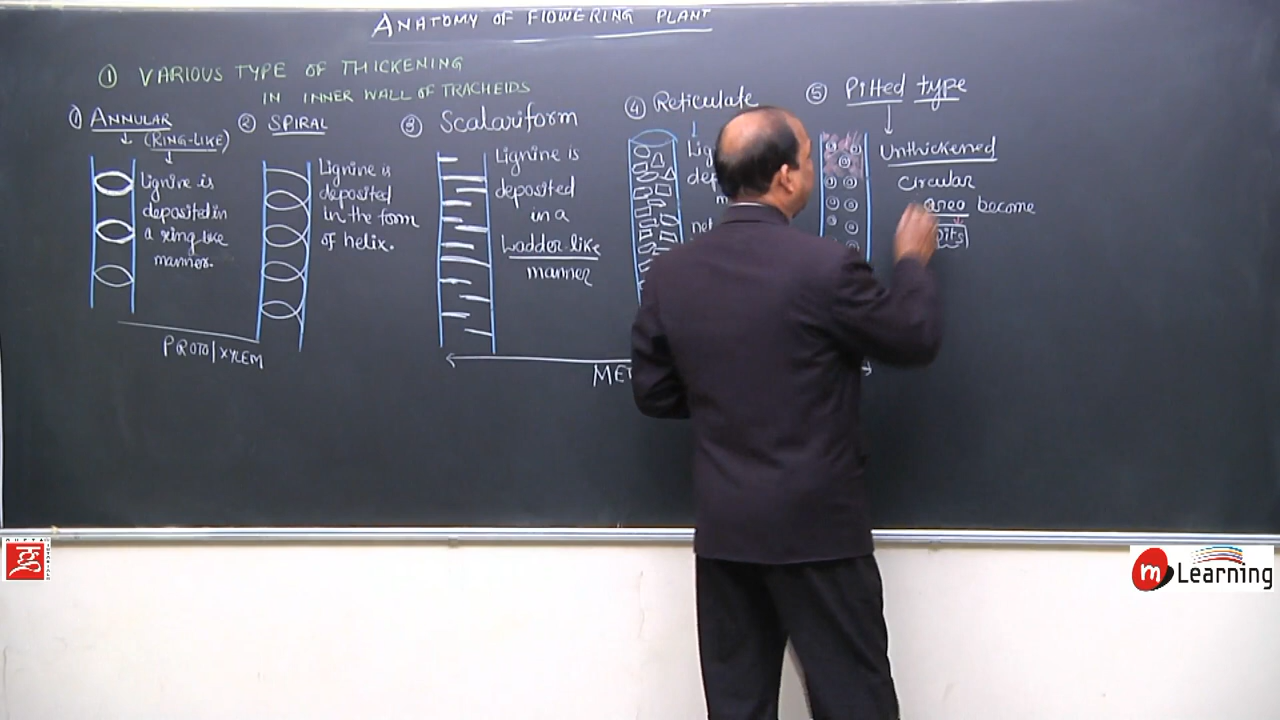 ANATOMY OF FlOWERING PLANT
① VARIOUS TYPE OF THICKENING
IN INNER WALL OF TRACHEIDS
① ANNULAR
(RING-LIKE)
Lignine is
deposited in
a ring like
manner.
② SPIRAL
Lignine is
deposited
in the form
of helix.
PROTO/XYLEM
③ Scalariform
Lignine is
deposited
in a
Ladder-like
manner
④ Reticulate
⑤ Pitted type
Unthickened
circular
area become
pits
m Learning